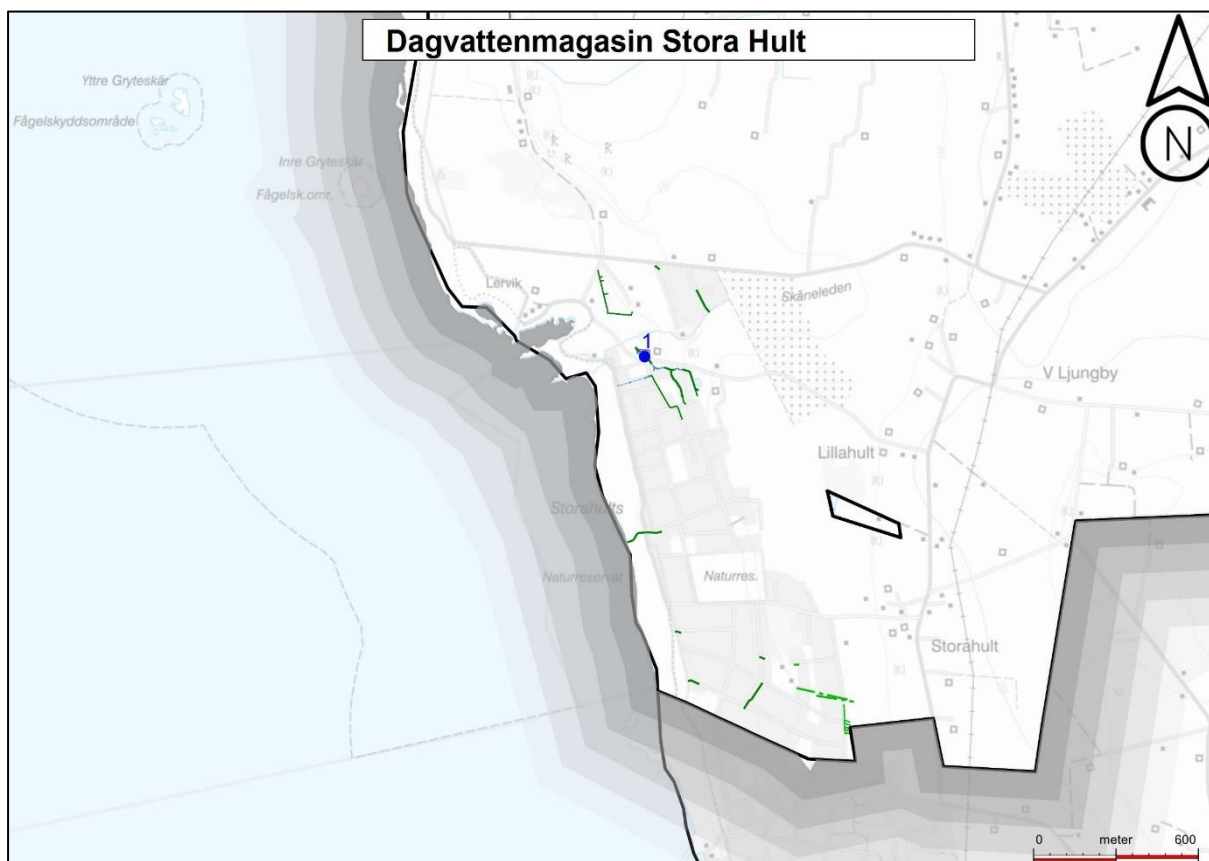 Dagvattenmagasin Stora Hult
Yttre Gryteskär
Fågelskyddsområde
Inre Gryteskär
Fågelsk.omr.
N
R
R
R
(R)
Lervik
Skåneleden
1
(R)
V Ljungby
Lillahult
(R)
Storahults
Naturreservat
Naturres.
Storahult
(R)
0 meter 600